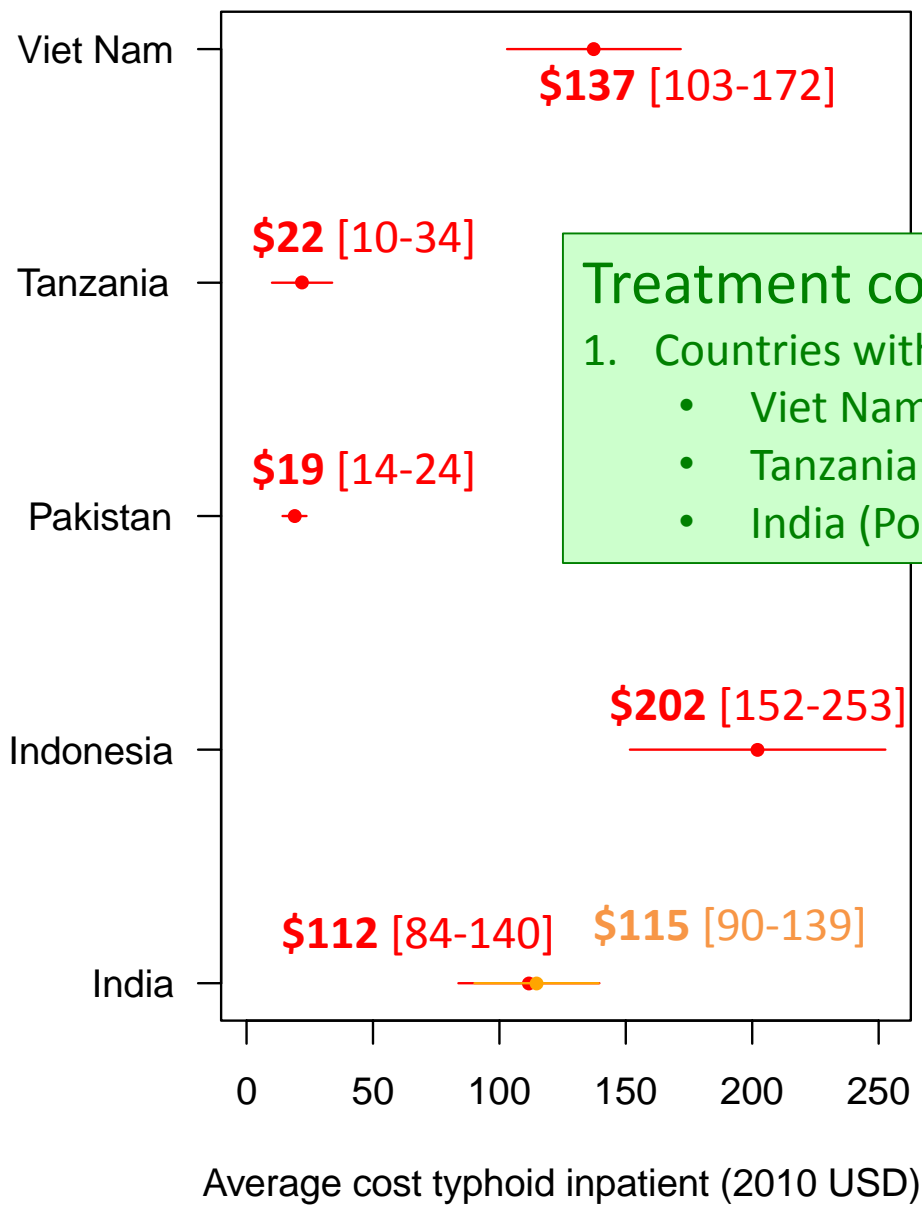 Viet Nam
$137 [103-172]
$22 [10-34]
Tanzania
Treatment co
1. Countries with
• Viet Nam
• Tanzania
• India (Po
$19 [14-24]
Pakistan
$202 [152-253]
Indonesia
$112 [84-140] $115 [90-139]
India
0 50 100 150 200 250
Average cost typhoid inpatient (2010 USD)